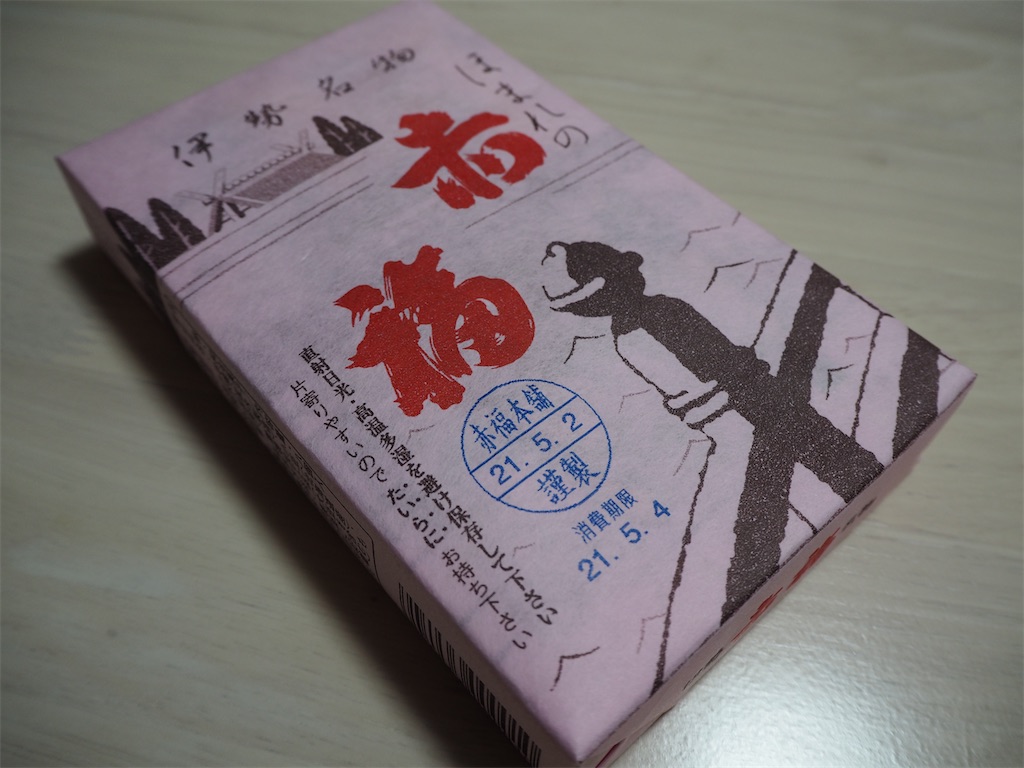 伊勢名物
ほまれの
赤
福
直射日光・高温多湿を避け保存して下さい
片寄りやすいので たいらに お持ち下さい
赤福本舗
21. 5. 2
謹製
消費期限
21. 5. 4